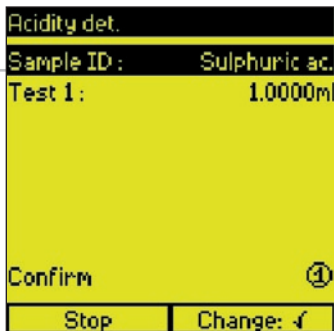 Acidity det.
Sample ID : Sulphuric ac.
Test 1 : 1.0000ml
Confirm ①
Stop Change: √